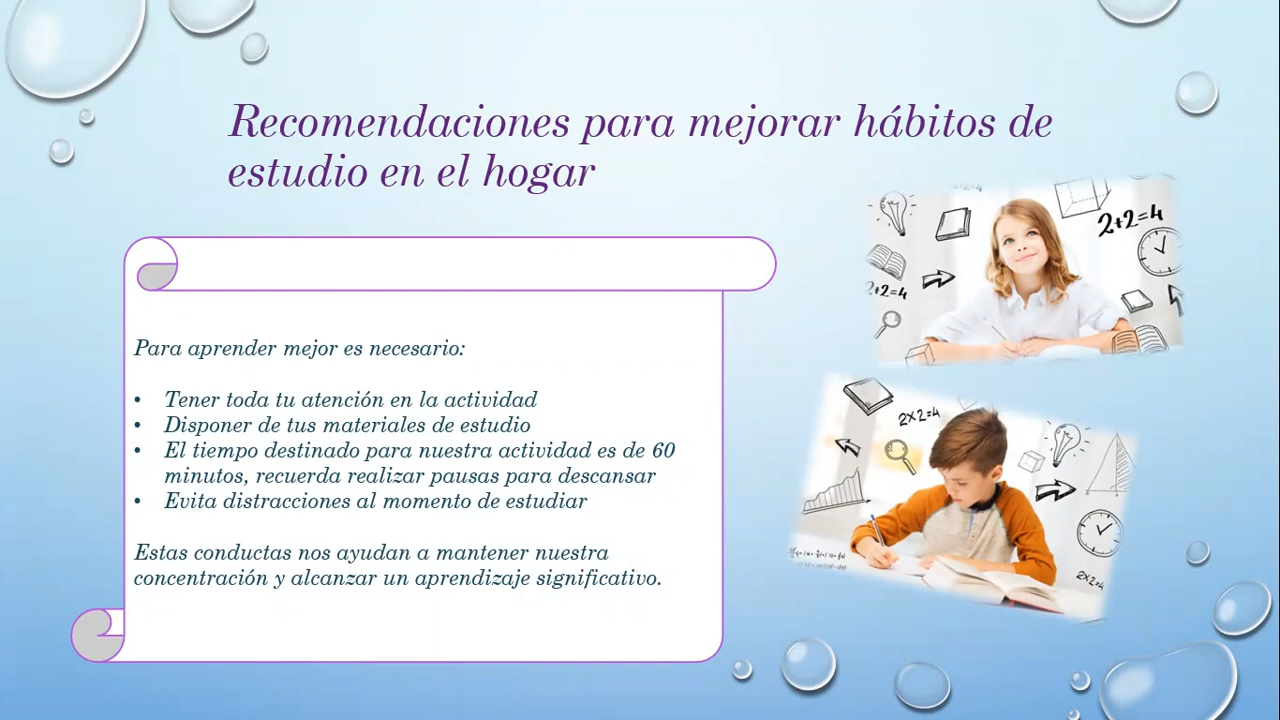 Recomendaciones para mejorar hábitos de
estudio en el hogar
Para aprender mejor es necesario:
• Tener toda tu atención en la actividad
• Disponer de tus materiales de estudio
• El tiempo destinado para nuestra actividad es de 60
minutos, recuerda realizar pausas para descansar
• Evita distracciones al momento de estudiar
Estas conductas nos ayudan a mantener nuestra
concentración y alcanzar un aprendizaje significativo.
2+2=4
2+2=4
2x2=4
2x2=4